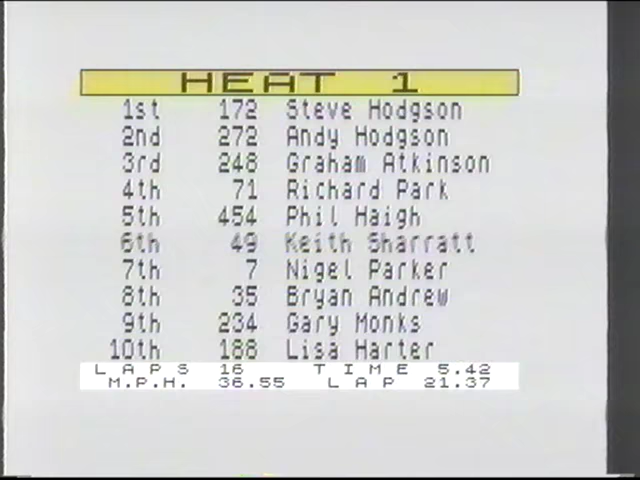 HEAT 1
1st 172 Steve Hodgson
2nd 272 Andy Hodgson
3rd 248 Graham Atkinson
4th 71 Richard Park
5th 454 Phil Haigh
6th 49 Keith Sharratt
7th 7 Nigel Parker
8th 35 Bryan Andrew
9th 234 Gary Monks
10th 188 Lisa Harter
LAPS 16 TIME 5.42
M.P.H. 36.55 LAP 21.37